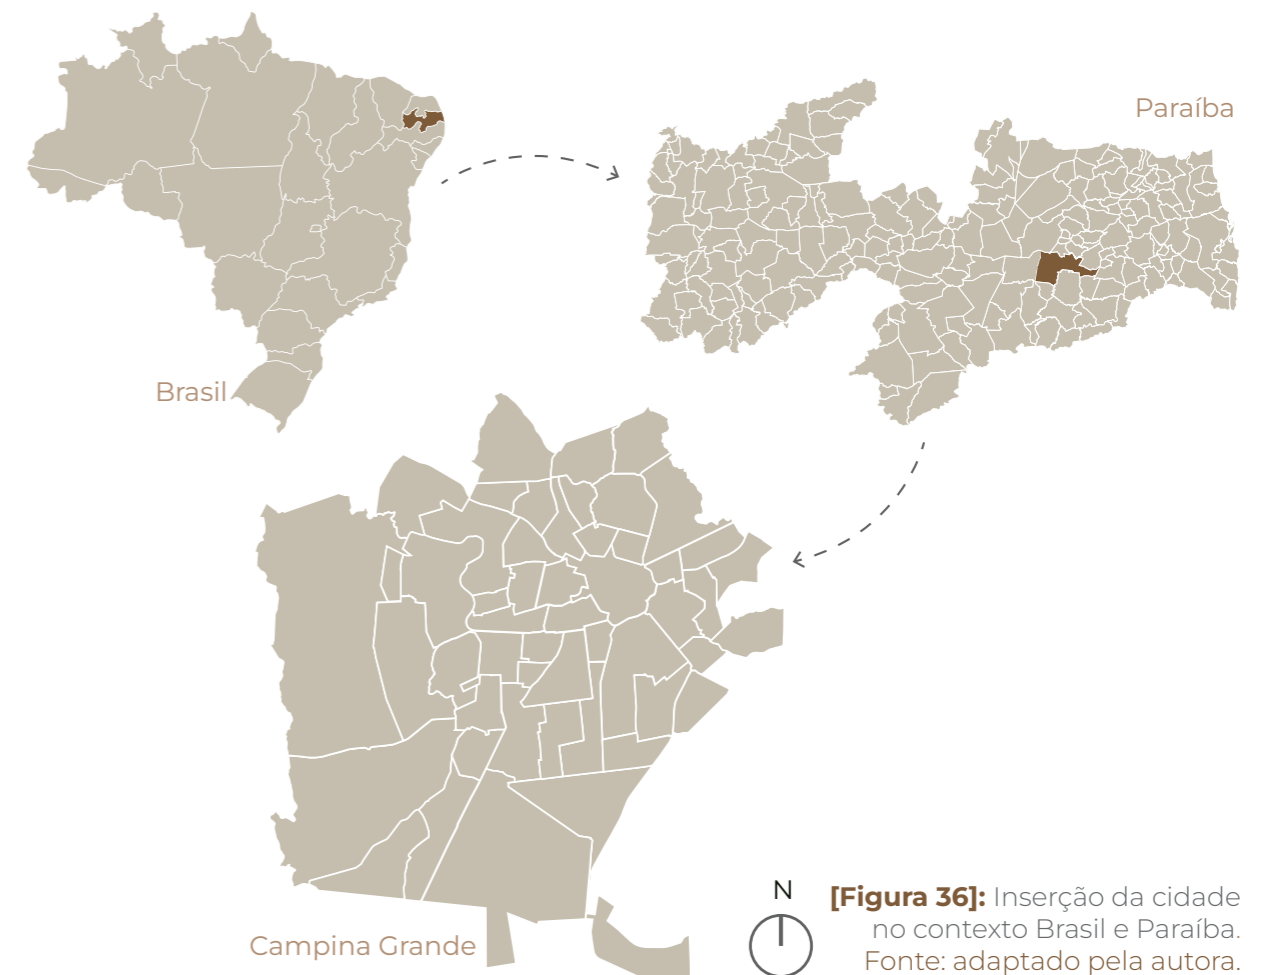 Paraíba
Brasil
Campina Grande
N
[Figura 36]: Inserção da cidade
no contexto Brasil e Paraíba.
Fonte: adaptado pela autora.